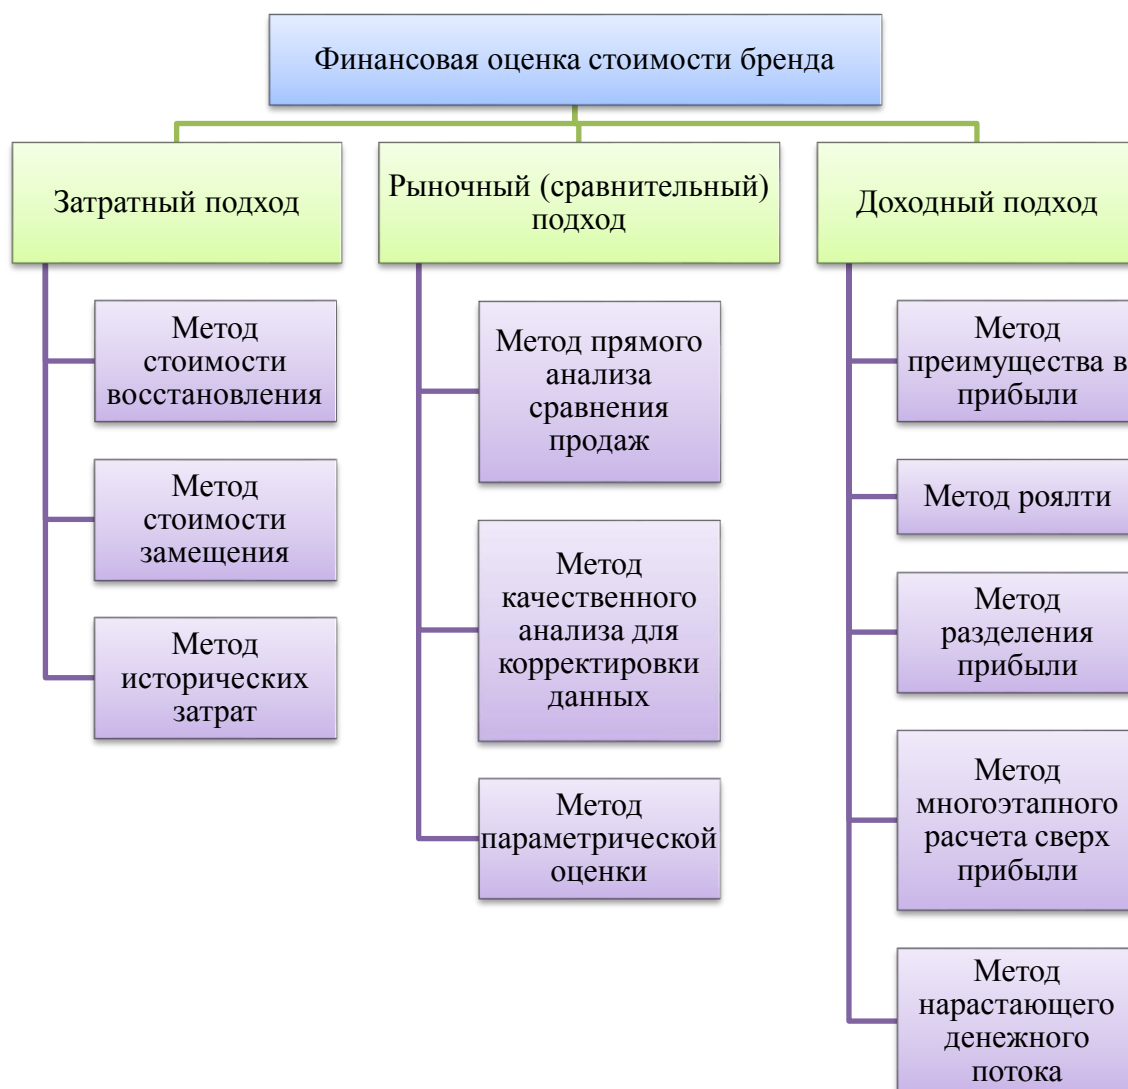 Финансовая оценка стоимости бренда
Затратный подход
Метод
стоимости
восстановления
Метод
стоимости
замещения
Метод
исторических
затрат
Рыночный (сравнительный)
подход
Метод прямого
анализа
сравнения
продаж
Метод
качественного
анализа для
корректировки
данных
Метод
параметрической
оценки
Доходный подход
Метод
преимущества в
прибыли
Метод роялти
Метод
разделения
прибыли
Метод
многоэтапного
расчета сверх
прибыли
Метод
нарастающего
денежного
потока